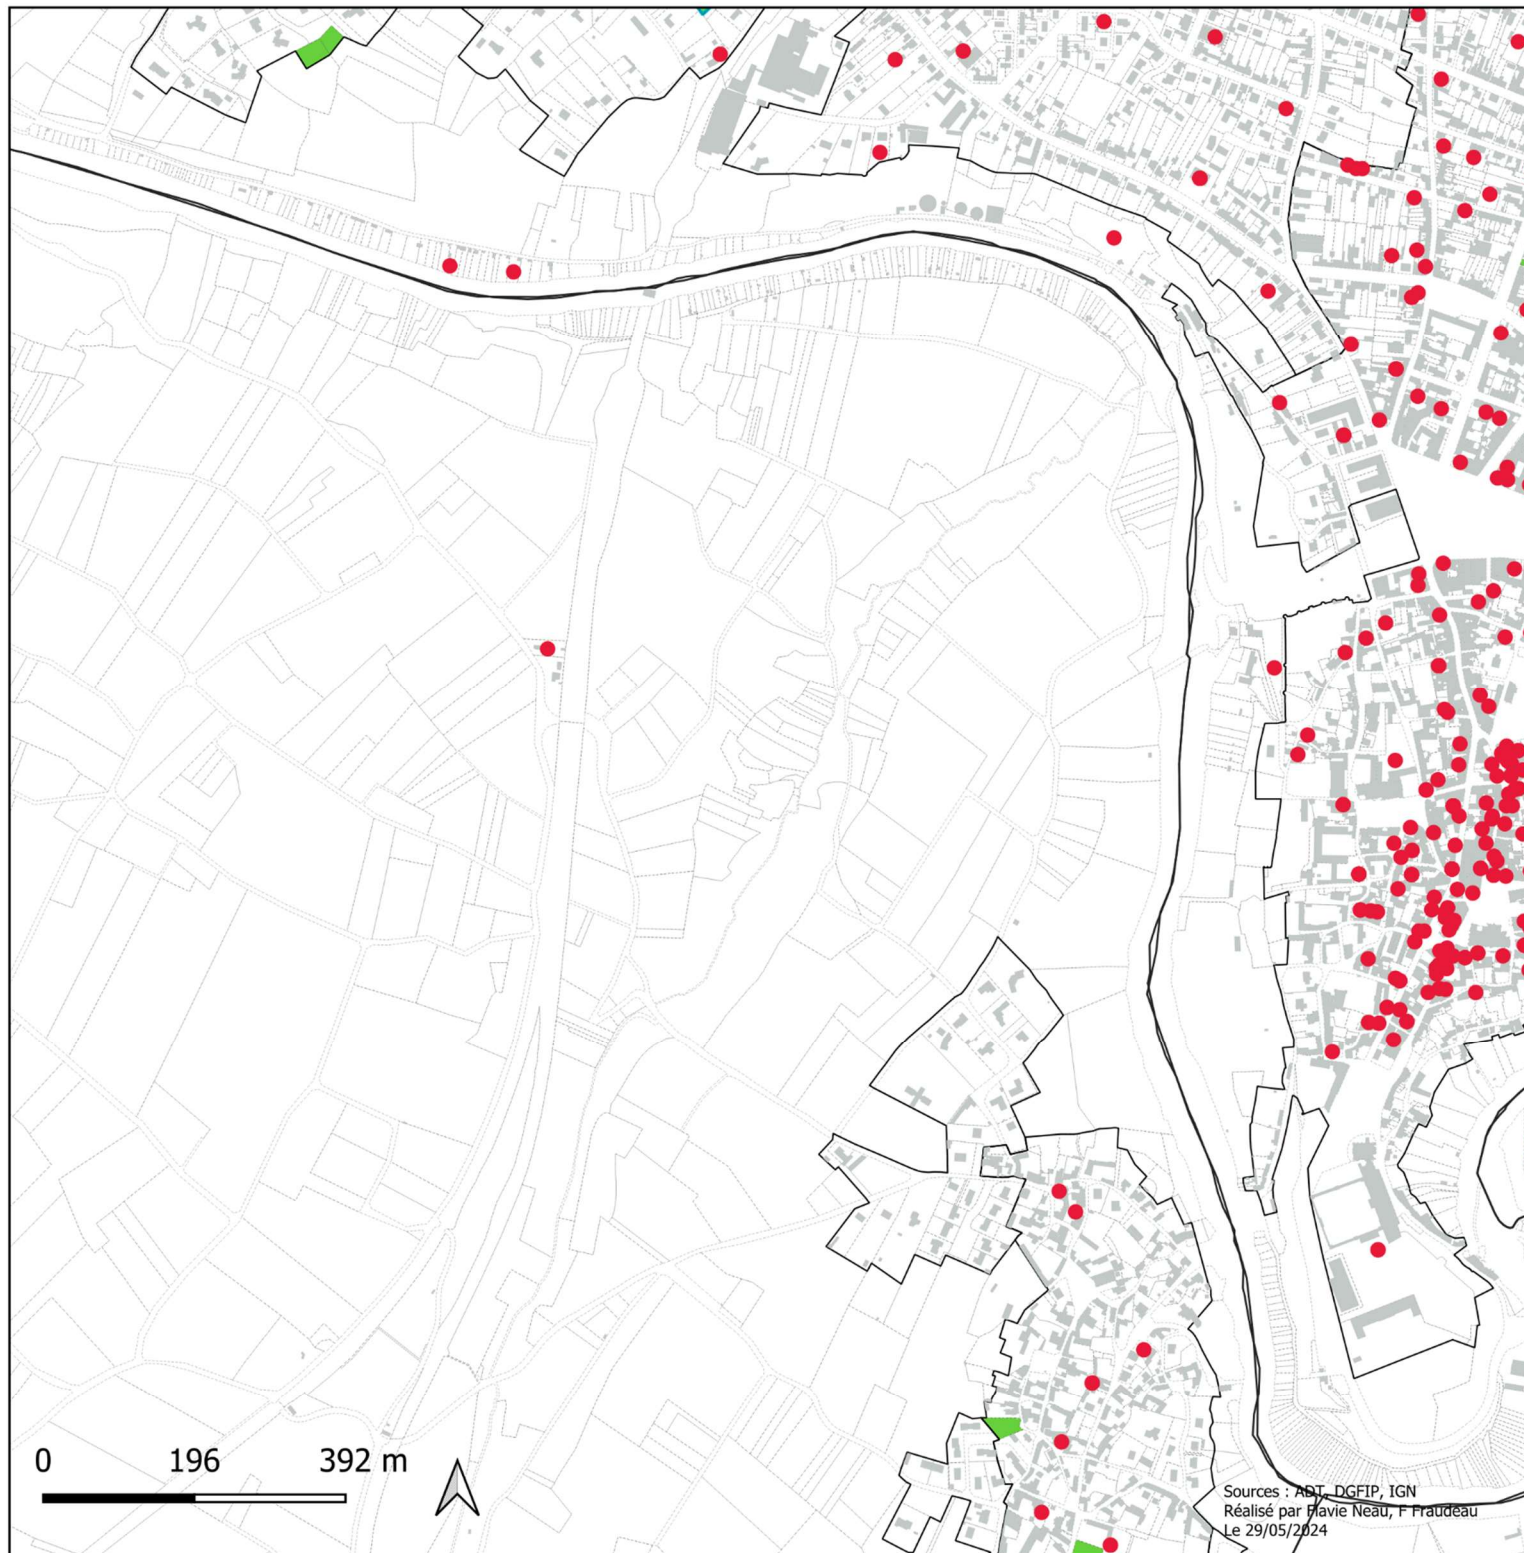 0 196 392 m
Sources : ADT, DGFIP, IGN
Réalisé par Flavie Neau, F Fraudeau
Le 29/05/2024